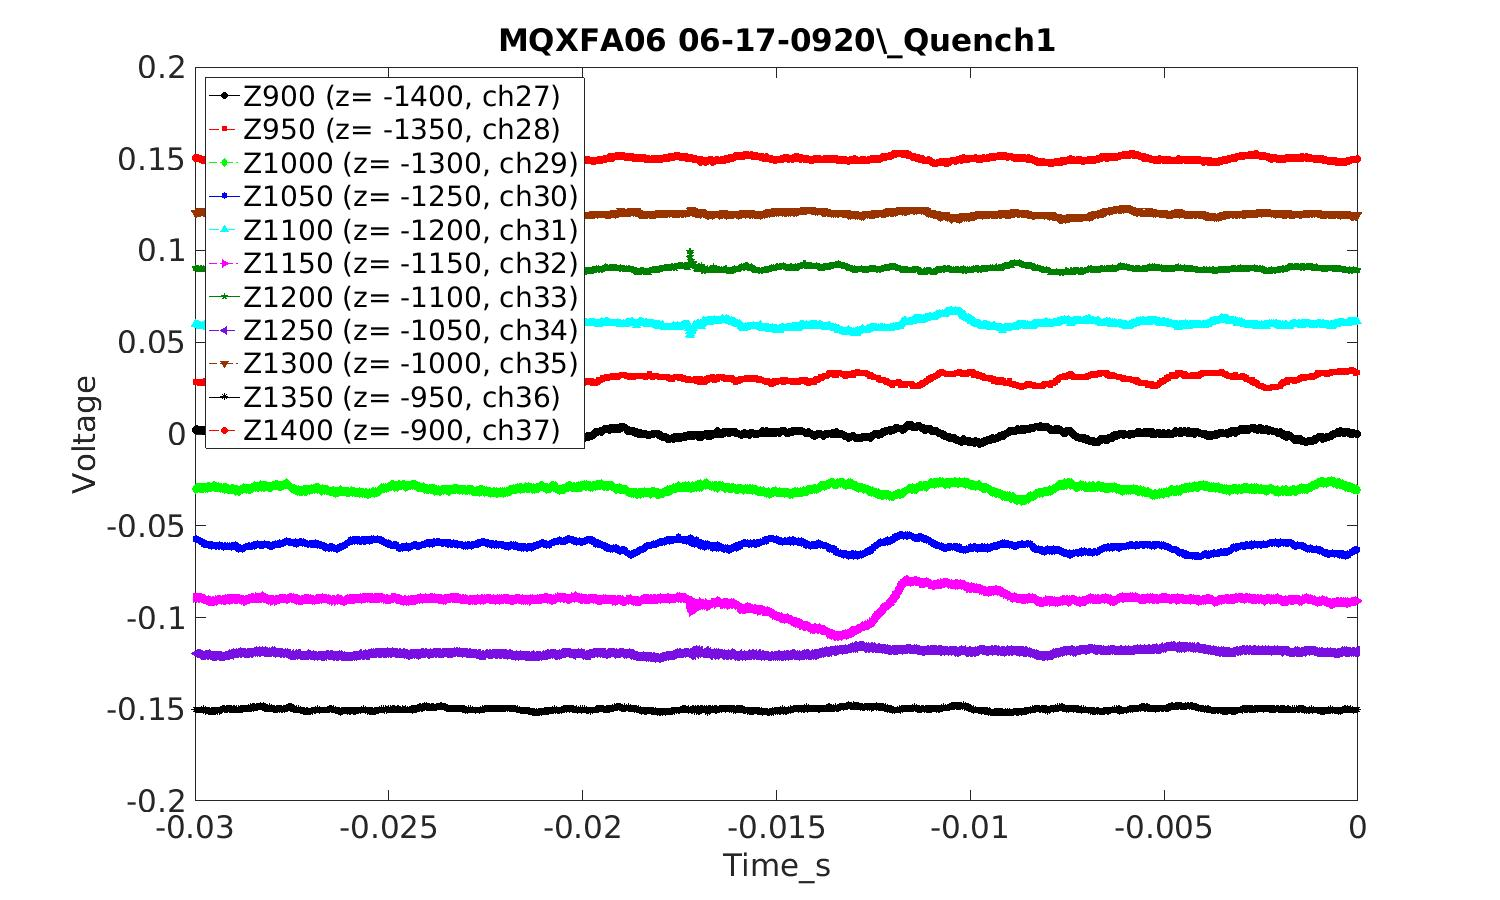 MQXFA06 06-17-0920\_Quench1
0.2
0.15
0.1
0.05
0
-0.05
-0.1
-0.15
-0.2
Voltage
Z900 (z= -1400, ch27)
Z950 (z= -1350, ch28)
Z1000 (z= -1300, ch29)
Z1050 (z= -1250, ch30)
Z1100 (z= -1200, ch31)
Z1150 (z= -1150, ch32)
Z1200 (z= -1100, ch33)
Z1250 (z= -1050, ch34)
Z1300 (z= -1000, ch35)
Z1350 (z= -950, ch36)
Z1400 (z= -900, ch37)
-0.03 -0.025 -0.02 -0.015 -0.01 -0.005 0
Time_s